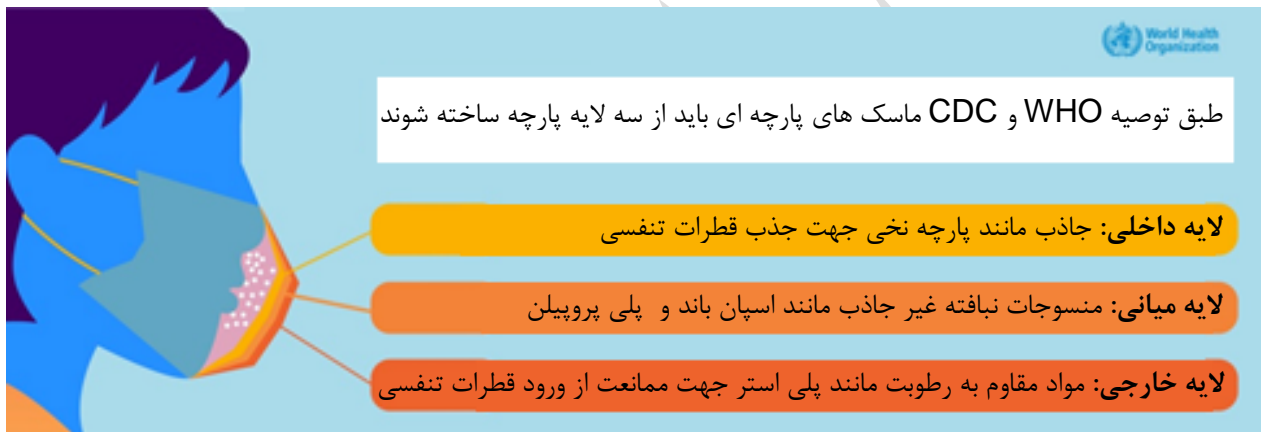 World Health
Organization
طبق توصیه WHO و CDC ماسک های پارچه ای باید از سه لایه پارچه ساخته شوند
لایه داخلی: جاذب مانند پارچه نخی جهت جذب قطرات تنفسی
لایه میانی: منسوجات نبافته غیر جاذب مانند اسپان باند و پلی پروپیلن
لایه خارجی: مواد مقاوم به رطوبت مانند پلی استر جهت ممانعت از ورود قطرات تنفسی